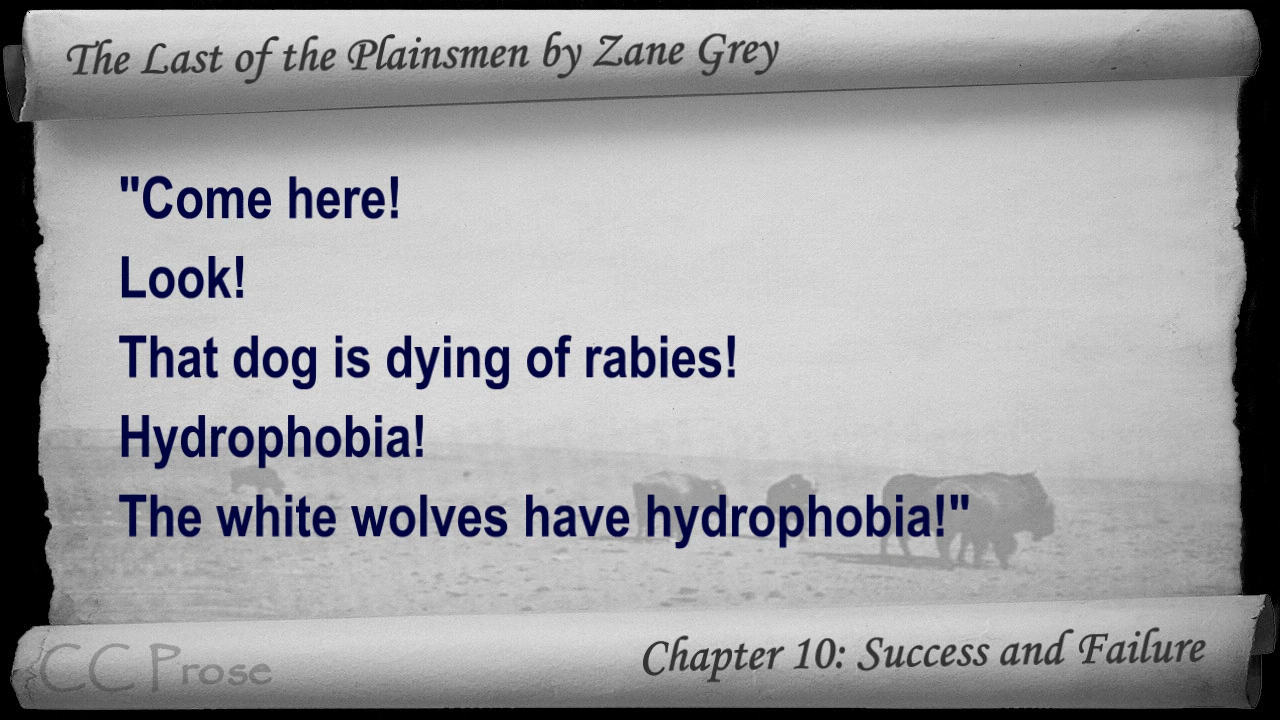 The Last of the Plainsmen by Zane Grey
"Come here!
Look!
That dog is dying of rabies!
Hydrophobia!
The white wolves have hydrophobia!"
CC Prose
Chapter 10: Success and Failure